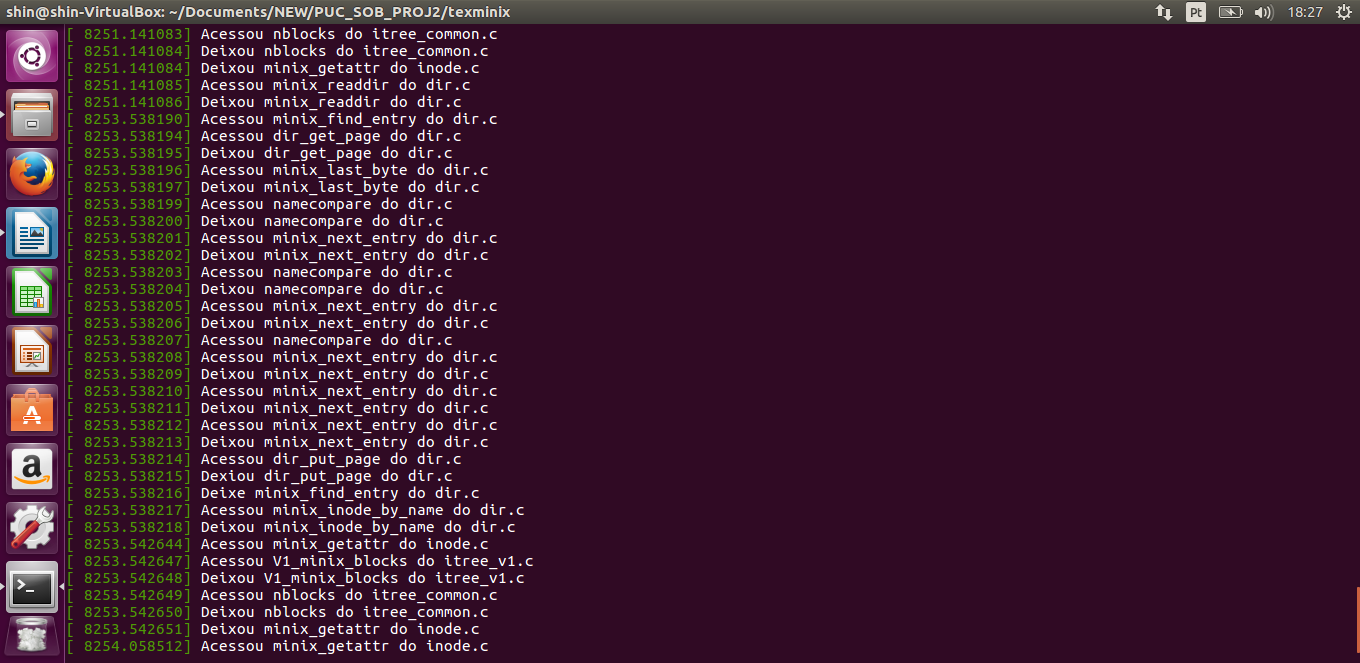 shin@shin-VirtualBox: ~/Documents/NEW/PUC_SOB_PROJ2/texminix
Pt
18:27
[ 8251.141083] Acessou nblocks do itree_common.c
[ 8251.141084] Deixou nblocks do itree_common.c
[ 8251.141084] Deixou minix_getattr do inode.c
[ 8251.141085] Acessou minix_readdir do dir.c
[ 8251.141086] Deixou minix_readdir do dir.c
[ 8253.538190] Acessou minix_find_entry do dir.c
[ 8253.538194] Acessou dir_get_page do dir.c
[ 8253.538195] Deixou dir_get_page do dir.c
[ 8253.538196] Acessou minix_last_byte do dir.c
[ 8253.538197] Deixou minix_last_byte do dir.c
[ 8253.538199] Acessou namecompare do dir.c
[ 8253.538200] Deixou namecompare do dir.c
[ 8253.538201] Acessou minix_next_entry do dir.c
[ 8253.538202] Deixou minix_next_entry do dir.c
[ 8253.538203] Acessou namecompare do dir.c
[ 8253.538204] Deixou namecompare do dir.c
[ 8253.538205] Acessou minix_next_entry do dir.c
[ 8253.538206] Deixou minix_next_entry do dir.c
[ 8253.538207] Acessou namecompare do dir.c
[ 8253.538208] Acessou minix_next_entry do dir.c
[ 8253.538209] Deixou minix_next_entry do dir.c
[ 8253.538210] Acessou minix_next_entry do dir.c
[ 8253.538211] Deixou minix_next_entry do dir.c
[ 8253.538212] Acessou minix_next_entry do dir.c
[ 8253.538213] Deixou minix_next_entry do dir.c
[ 8253.538214] Acessou dir_put_page do dir.c
[ 8253.538215] Dexiou dir_put_page do dir.c
[ 8253.538216] Deixe minix_find_entry do dir.c
[ 8253.538217] Acessou minix_inode_by_name do dir.c
[ 8253.538218] Deixou minix_inode_by_name do dir.c
[ 8253.542644] Acessou minix_getattr do inode.c
[ 8253.542647] Acessou V1_minix_blocks do itree_v1.c
[ 8253.542648] Deixou V1_minix_blocks do itree_v1.c
[ 8253.542649] Acessou nblocks do itree_common.c
[ 8253.542650] Deixou nblocks do itree_common.c
[ 8253.542651] Deixou minix_getattr do inode.c
[ 8254.058512] Acessou minix_getattr do inode.c